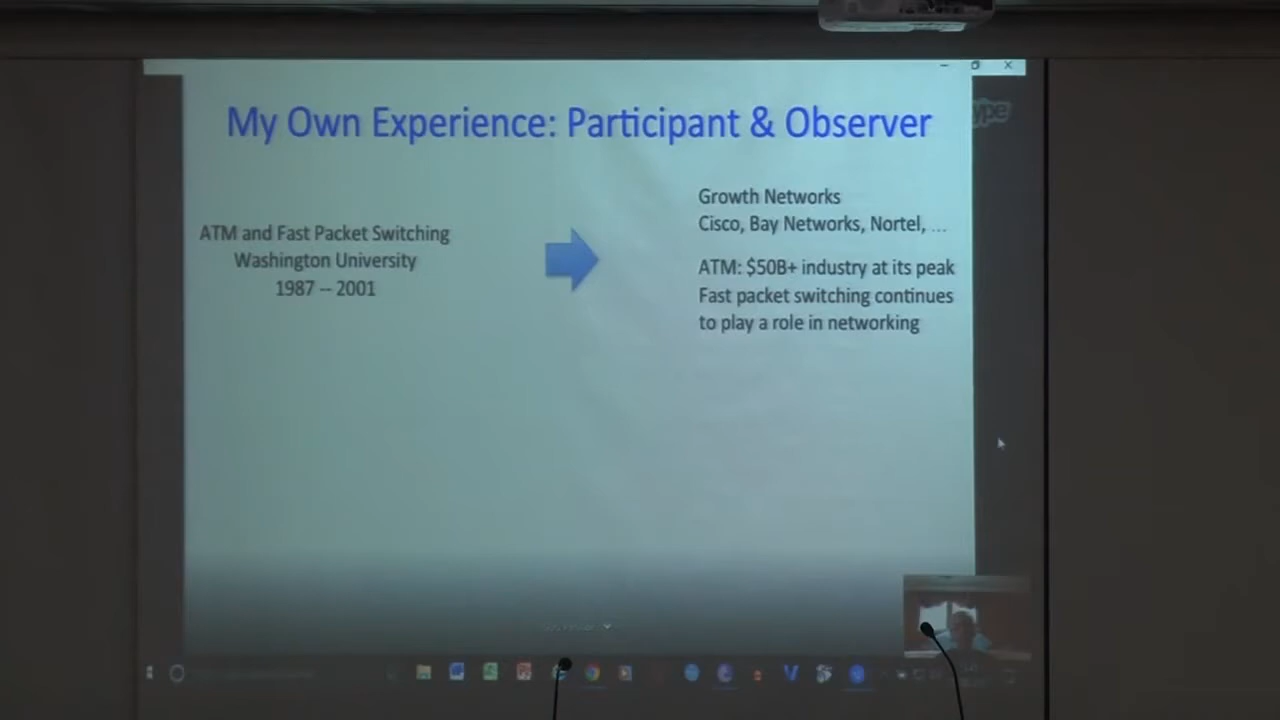 My Own Experience: Participant & Observer
ype
ATM and Fast Packet Switching
Washington University
1987 – 2001
Growth Networks
Cisco, Bay Networks, Nortel, ...
ATM: $50B+ industry at its peak
Fast packet switching continues
to play a role in networking